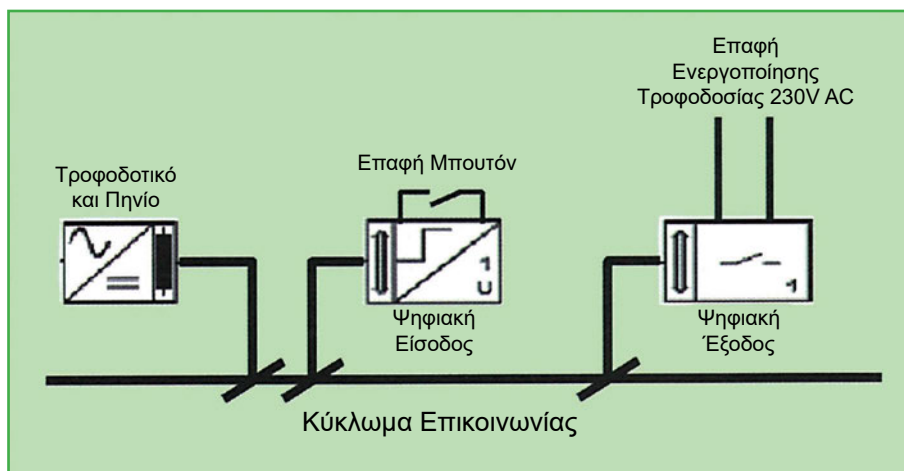 Επαφή
Ενεργοποίησης
Τροφοδοσίας 230V AC
Τροφοδοτικό
και Πηνίο
Επαφή Μπουτόν
1
U
1
Ψηφιακή
Είσοδος
Ψηφιακή
Έξοδος
Κύκλωμα Επικοινωνίας